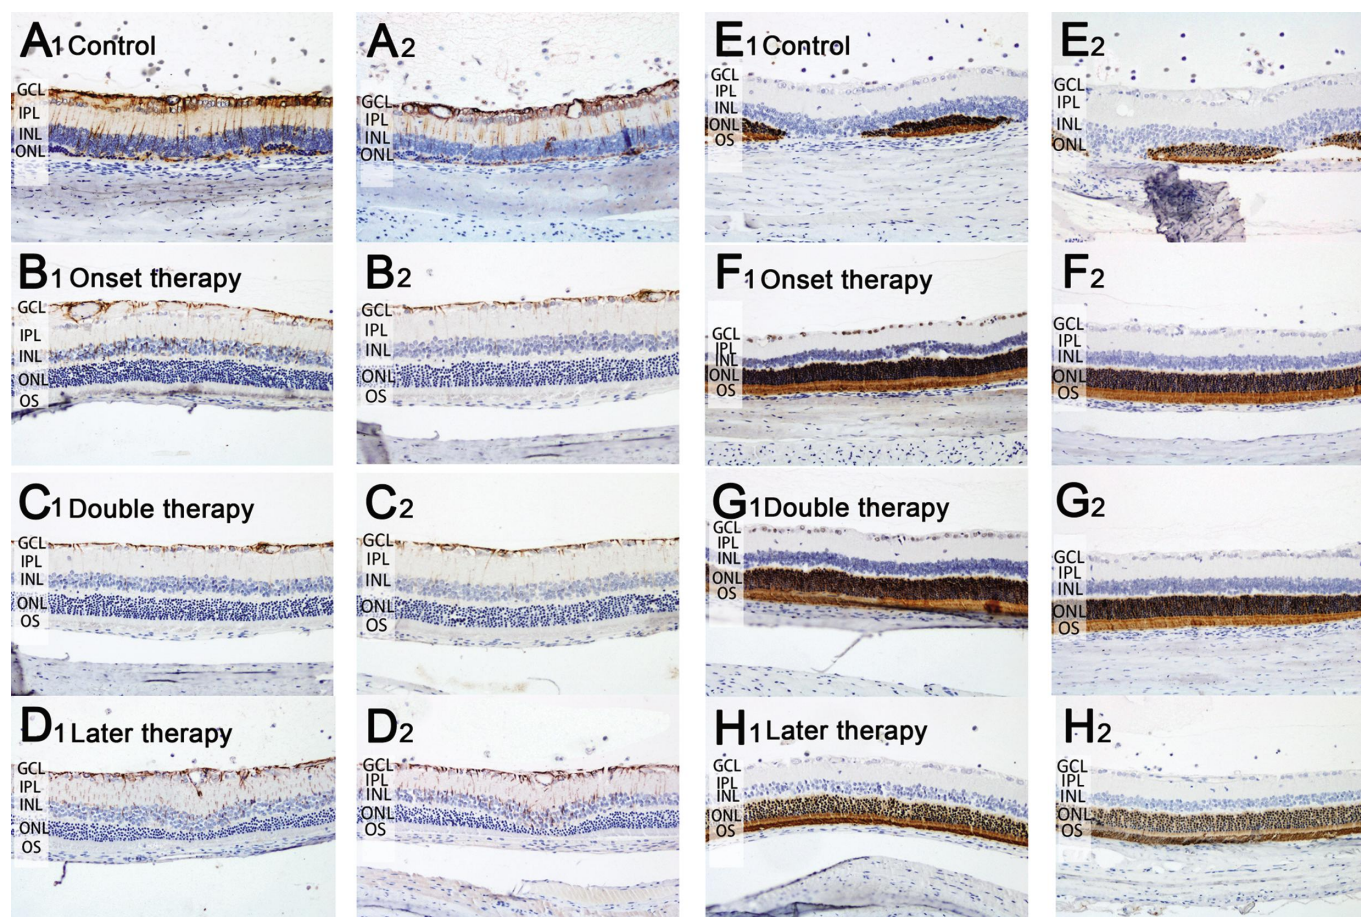 A1 Control
GCL
IPL
INL
ONL
A2
GCL
IPL
INL
ONL
E1 Control
GCL
IPL
INL
ONL
OS
E2
GCL
IPL
INL
ONL
B1 Onset therapy
GCL
IPL
INL
ONL
OS
B2
GCL
IPL
INL
ONL
OS
F1 Onset therapy
GCL
IPL
INL
ONL
OS
F2
GCL
IPL
INL
ONL
OS
C1 Double therapy
GCL
IPL
INL
ONL
OS
C2
GCL
IPL
INL
ONL
OS
G1 Double therapy
GCL
IPL
INL
ONL
OS
G2
GCL
IPL
INL
ONL
OS
D1 Later therapy
GCL
IPL
INL
ONL
OS
D2
GCL
IPL
INL
ONL
OS
H1 Later therapy
GCL
IPL
INL
ONL
OS
H2
GCL
IPL
INL
ONL
OS